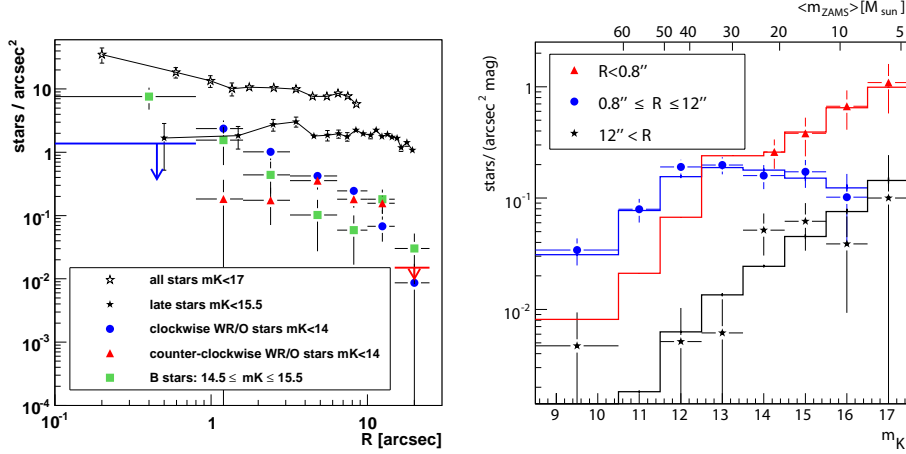 stars / arcsec²
10
1
10⁻¹
10⁻²
10⁻³
10⁻⁴
all stars mK<17
late stars mK<15.5
clockwise WR/O stars mK<14
counter-clockwise WR/O stars mK<14
B stars: 14.5 ≤ mK ≤ 15.5
10⁻¹ 1 10
R [arcsec]
<m_ZAMS> [M_sun]
60 50 40 30 20 10 5
stars/ (arcsec² mag)
1
10⁻¹
10⁻²
R<0.8″
0.8″ ≤ R ≤12″
12″ < R
9 10 11 12 13 14 15 16 17
m_K